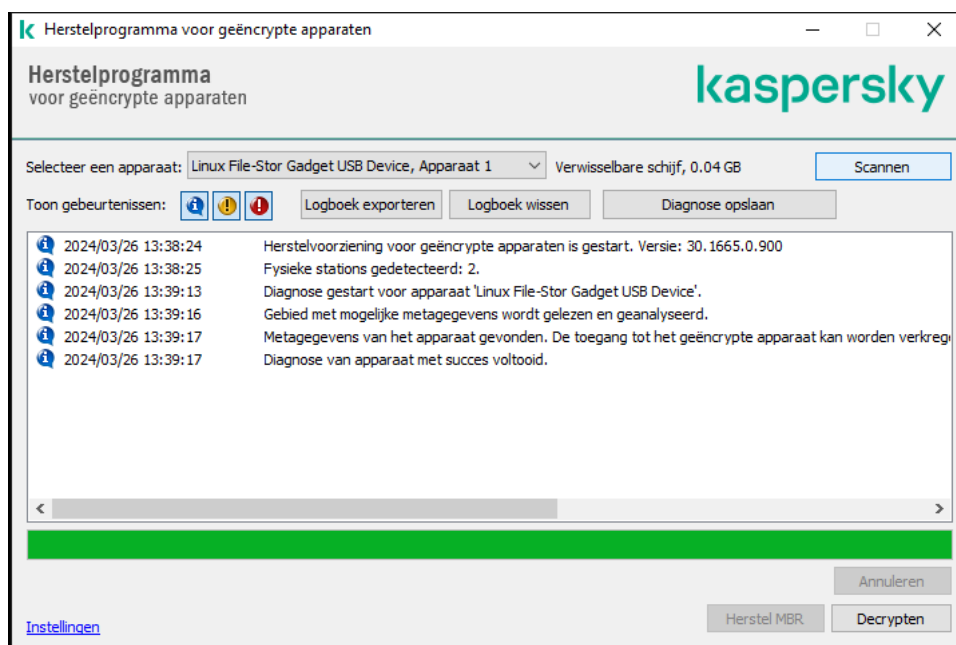 Herstelprogramma voor geëncrypte apparaten
Herstelprogramma
voor geëncrypte apparaten
kaspersky
Selecteer een apparaat: Linux File-Stor Gadget USB Device, Apparaat 1 Verwisselbare schijf, 0.04 GB Scannen
Toon gebeurtenissen: Logboek exporteren Logboek wissen Diagnose opslaan
2024/03/26 13:38:24 Herstelvoorziening voor geëncrypte apparaten is gestart. Versie: 30.1665.0.900
2024/03/26 13:38:25 Fysieke stations gedetecteerd: 2.
2024/03/26 13:39:13 Diagnose gestart voor apparaat 'Linux File-Stor Gadget USB Device'.
2024/03/26 13:39:16 Gebied met mogelijke metagegevens wordt gelezen en geanalyseerd.
2024/03/26 13:39:17 Metagegevens van het apparaat gevonden. De toegang tot het geëncrypte apparaat kan worden verkreg
2024/03/26 13:39:17 Diagnose van apparaat met succes voltooid.
Annuleren
Instellingen Herstel MBR Decrypten